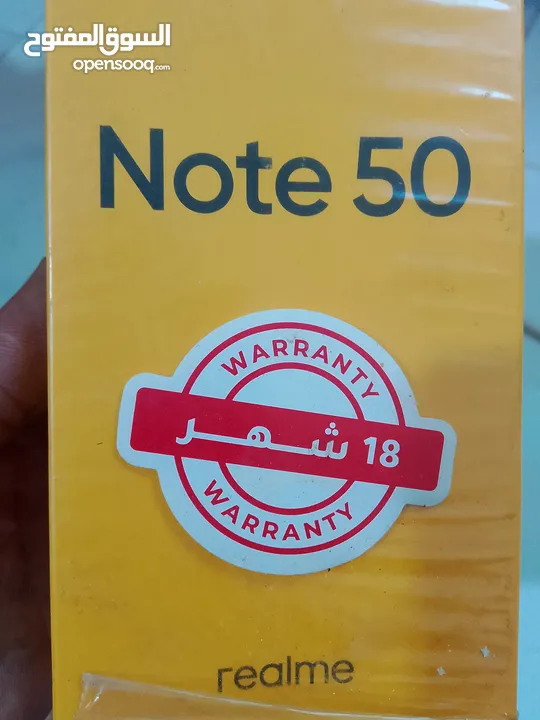 السوق المفتوح
opensooq.com
Note 50
WARRANTY
18 شهر
WARRANTY
realme